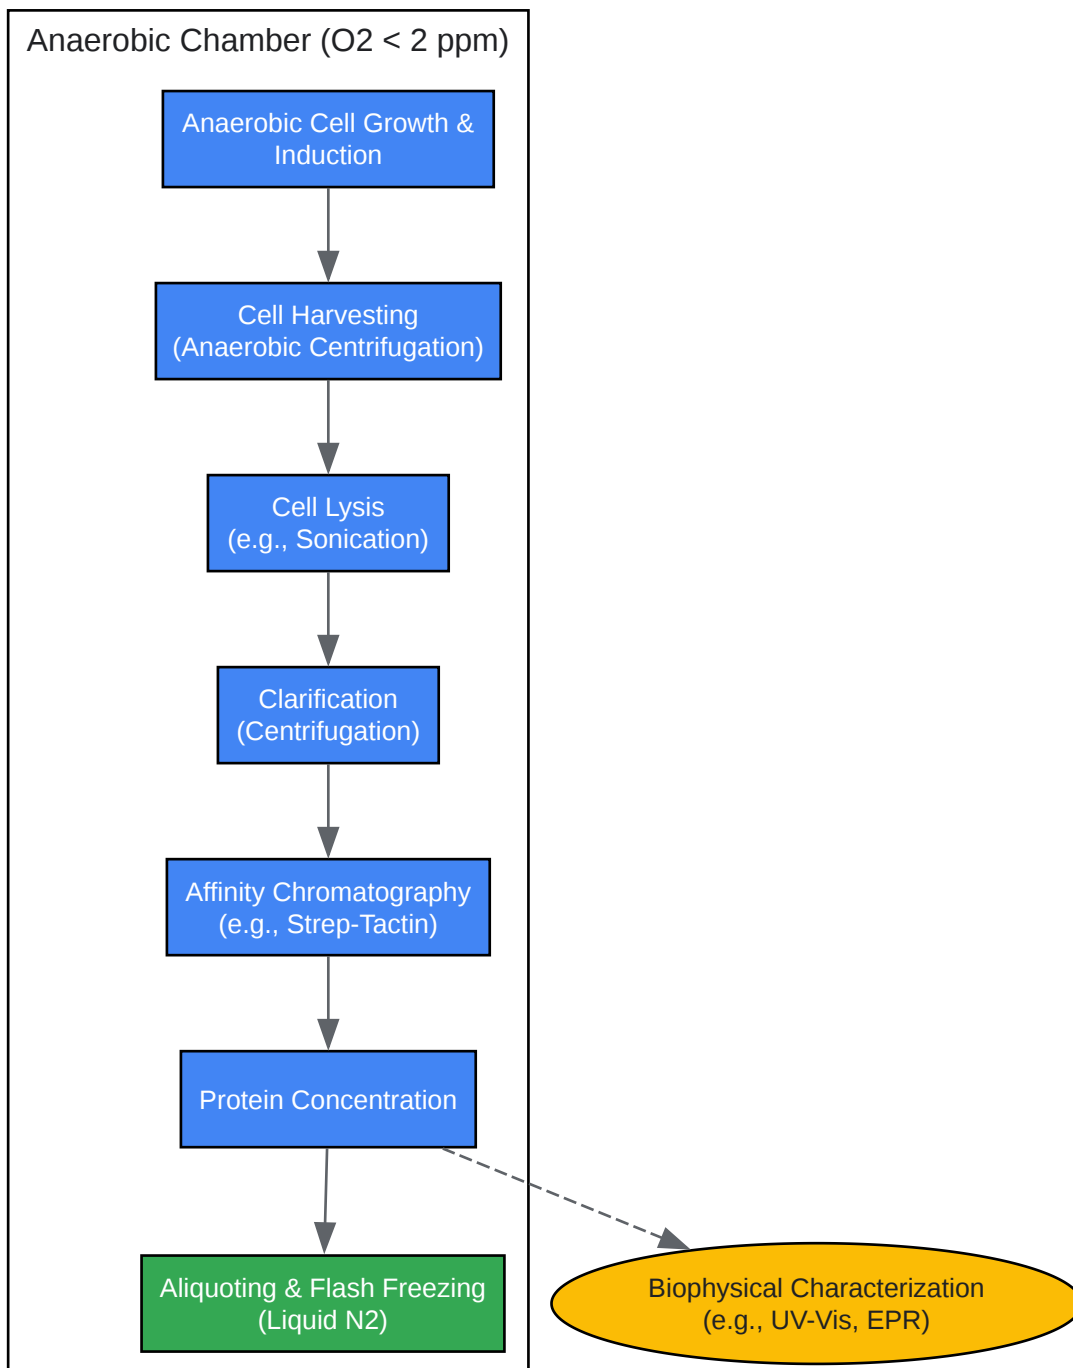 Anaerobic Chamber (O2 < 2 ppm)
Anaerobic Cell Growth &
Induction
Cell Harvesting
(Anaerobic Centrifugation)
Cell Lysis
(e.g., Sonication)
Clarification
(Centrifugation)
Affinity Chromatography
(e.g., Strep-Tactin)
Protein Concentration
Aliquoting & Flash Freezing
(Liquid N2)
Biophysical Characterization
(e.g., UV-Vis, EPR)